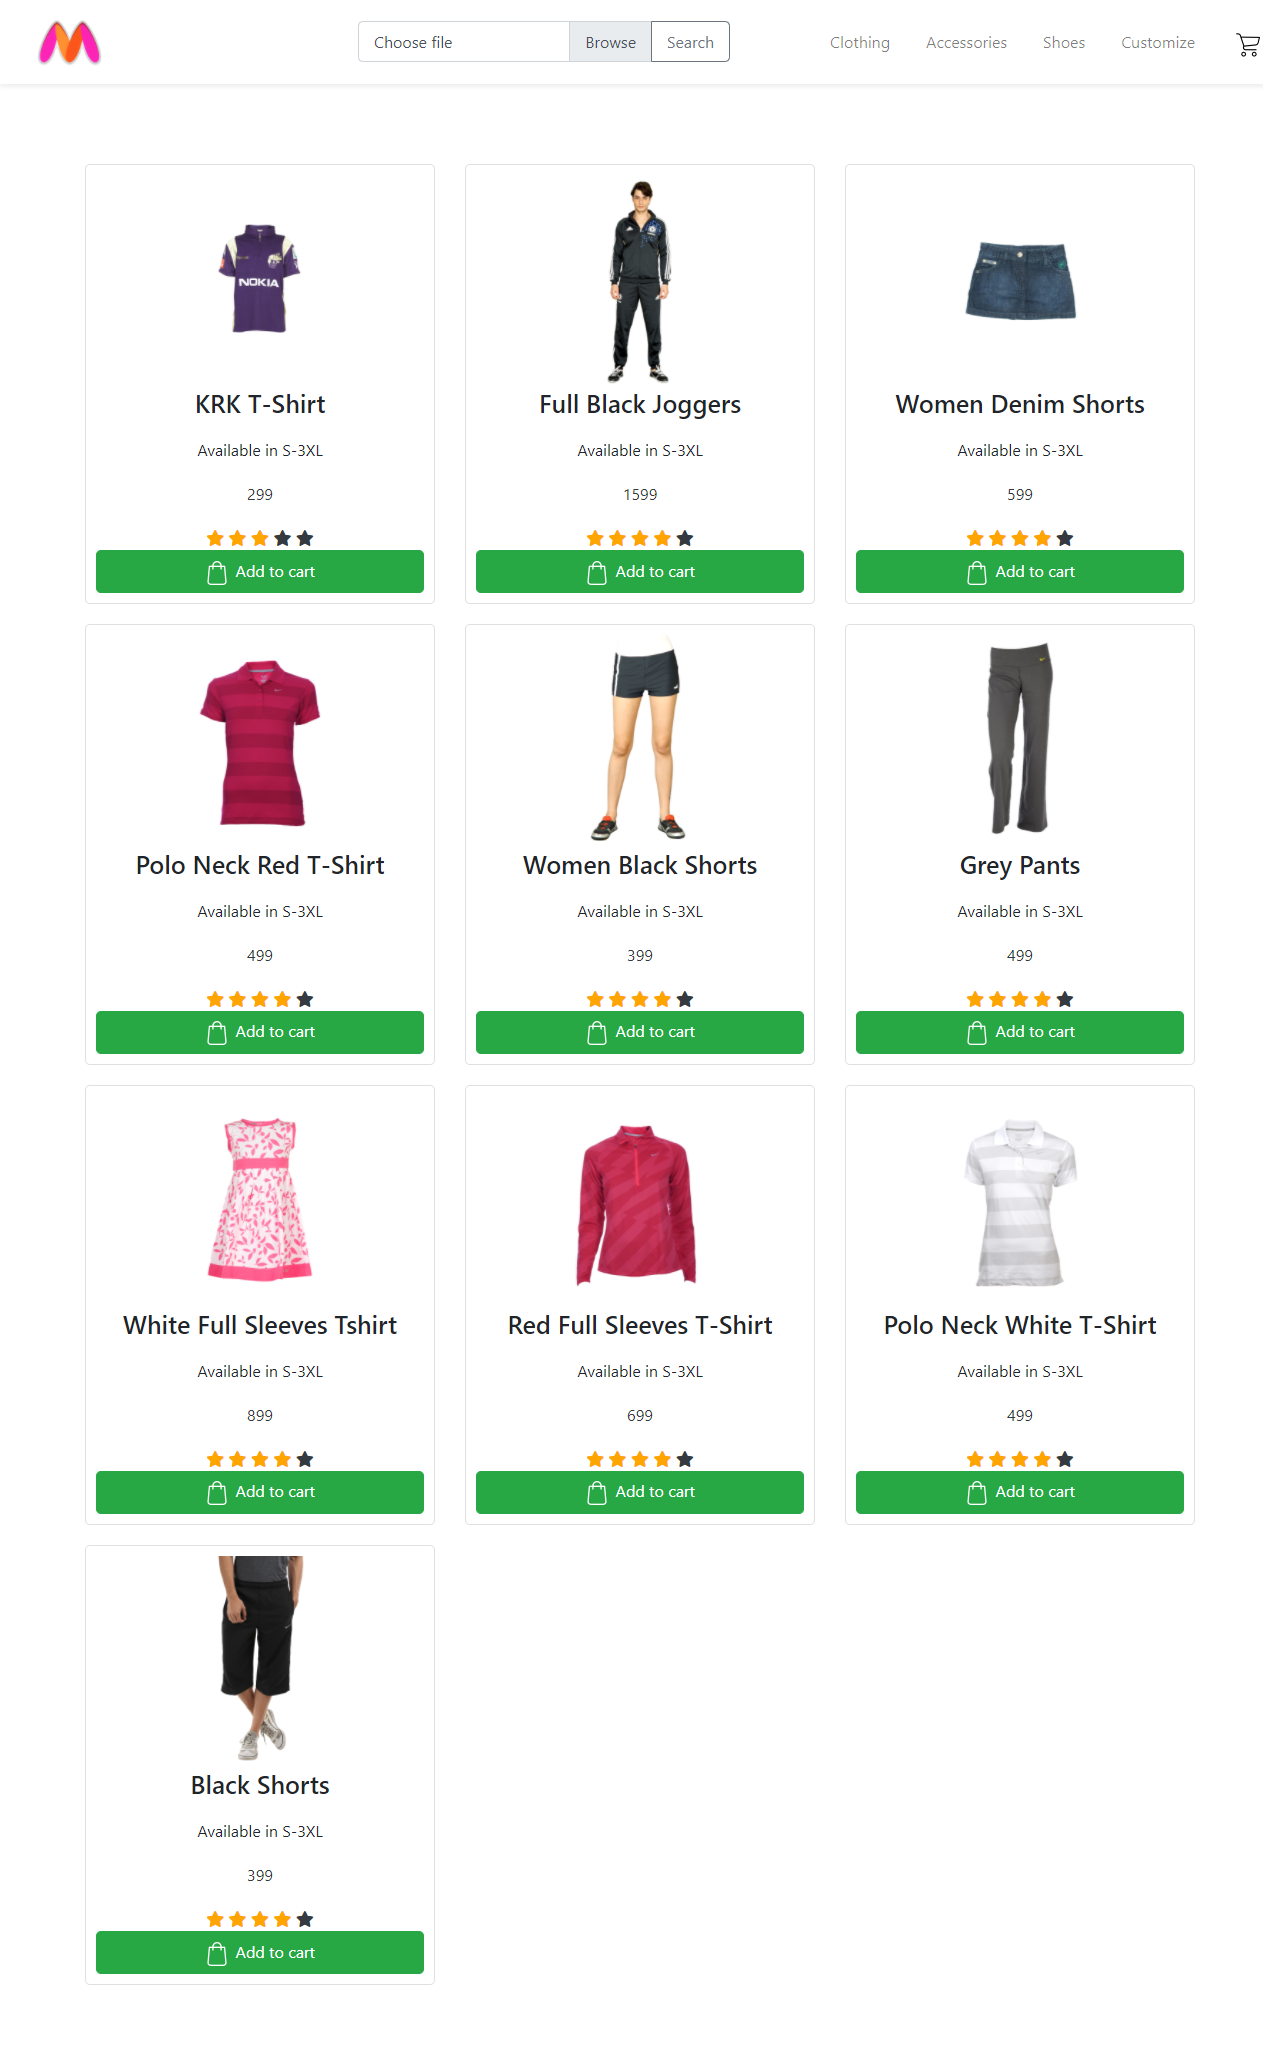 Choose file Browse Search Clothing Accessories Shoes Customize
NOKIA
KRK T-Shirt
Available in S-3XL
299
Add to cart
Full Black Joggers
Available in S-3XL
1599
Add to cart
Women Denim Shorts
Available in S-3XL
599
Add to cart
Polo Neck Red T-Shirt
Available in S-3XL
499
Add to cart
Women Black Shorts
Available in S-3XL
399
Add to cart
Grey Pants
Available in S-3XL
499
Add to cart
White Full Sleeves Tshirt
Available in S-3XL
899
Add to cart
Red Full Sleeves T-Shirt
Available in S-3XL
699
Add to cart
Polo Neck White T-Shirt
Available in S-3XL
499
Add to cart
Black Shorts
Available in S-3XL
399
Add to cart